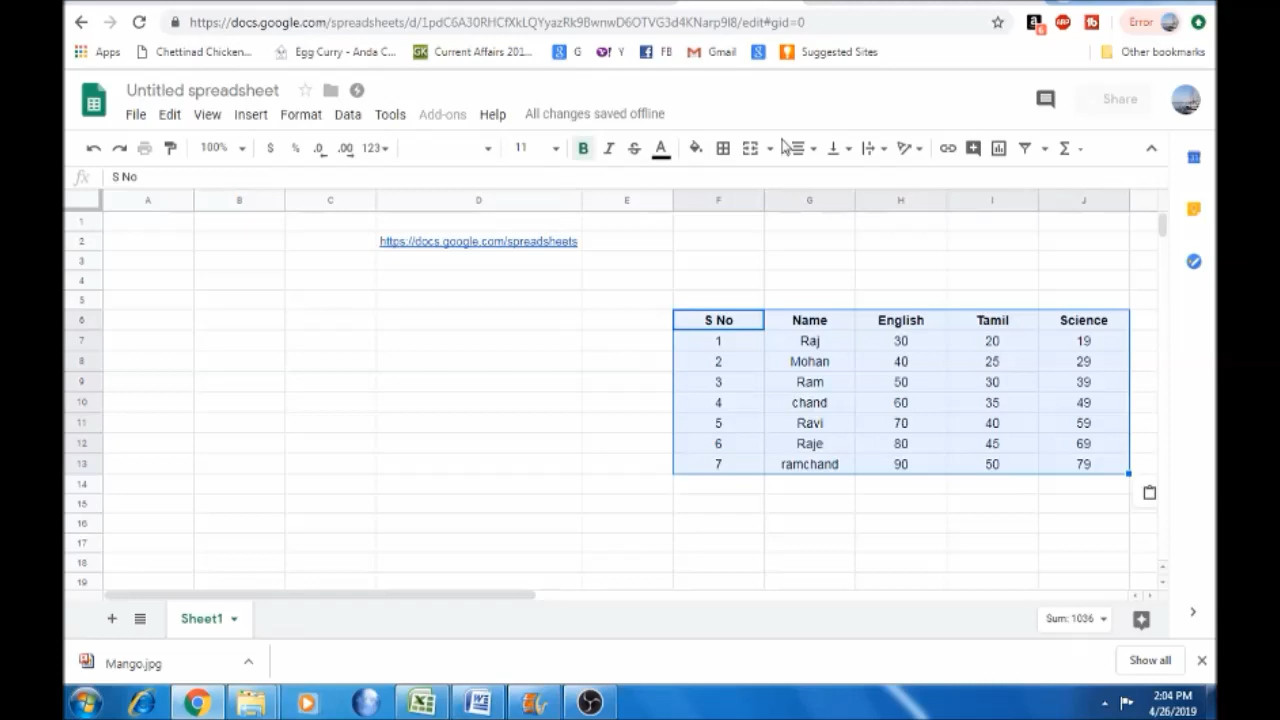 https://docs.google.com/spreadsheets/d/1pdC6A30RHCfXkLQYyazRk9BwnwD6OTVG3d4KNarp9I8/edit#gid=0
Error
Apps Chettinad Chicken... Egg Curry - Anda C... GK Current Affairs 201... G Y! Y FB Gmail Suggested Sites Other bookmarks
Untitled spreadsheet
File Edit View Insert Format Data Tools Add-ons Help All changes saved offline
Share
100% $ % .0 .00 123 11 B I S A
fx S No
A B C D E F G H I J
1
2 https://docs.google.com/spreadsheets
3
4
5
6 S No Name English Tamil Science
7 1 Raj 30 20 19
8 2 Mohan 40 25 29
9 3 Ram 50 30 39
10 4 chand 60 35 49
11 5 Ravi 70 40 59
12 6 Raje 80 45 69
13 7 ramchand 90 50 79
14
15
16
17
18
19
Sheet1 Sum: 1036
Mango.jpg Show all
2:04 PM
4/26/2019